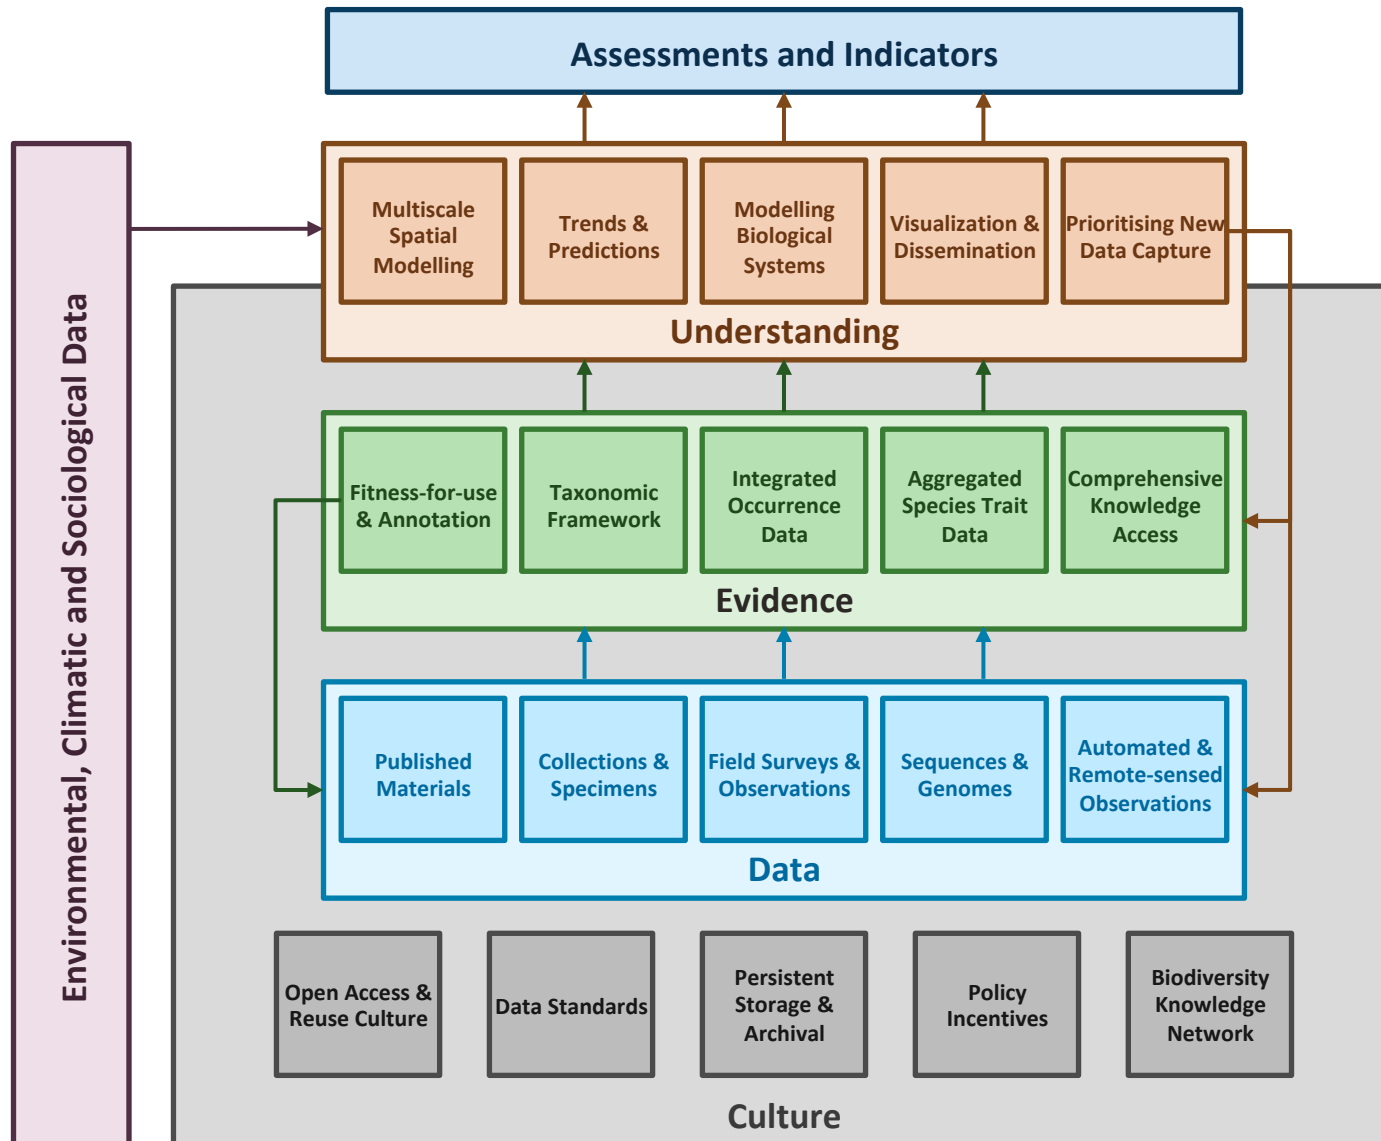 Assessments and Indicators
Environmental, Climatic and Sociological Data
Multiscale
Spatial
Modelling
Trends &
Predictions
Modelling
Biological
Systems
Visualization &
Dissemination
Prioritising New
Data Capture
Understanding
Fitness-for-use
& Annotation
Taxonomic
Framework
Integrated
Occurrence
Data
Aggregated
Species Trait
Data
Comprehensive
Knowledge
Access
Evidence
Published
Materials
Collections &
Specimens
Field Surveys &
Observations
Sequences &
Genomes
Automated &
Remote-sensed
Observations
Data
Open Access &
Reuse Culture
Data Standards
Persistent
Storage &
Archival
Policy
Incentives
Biodiversity
Knowledge
Network
Culture